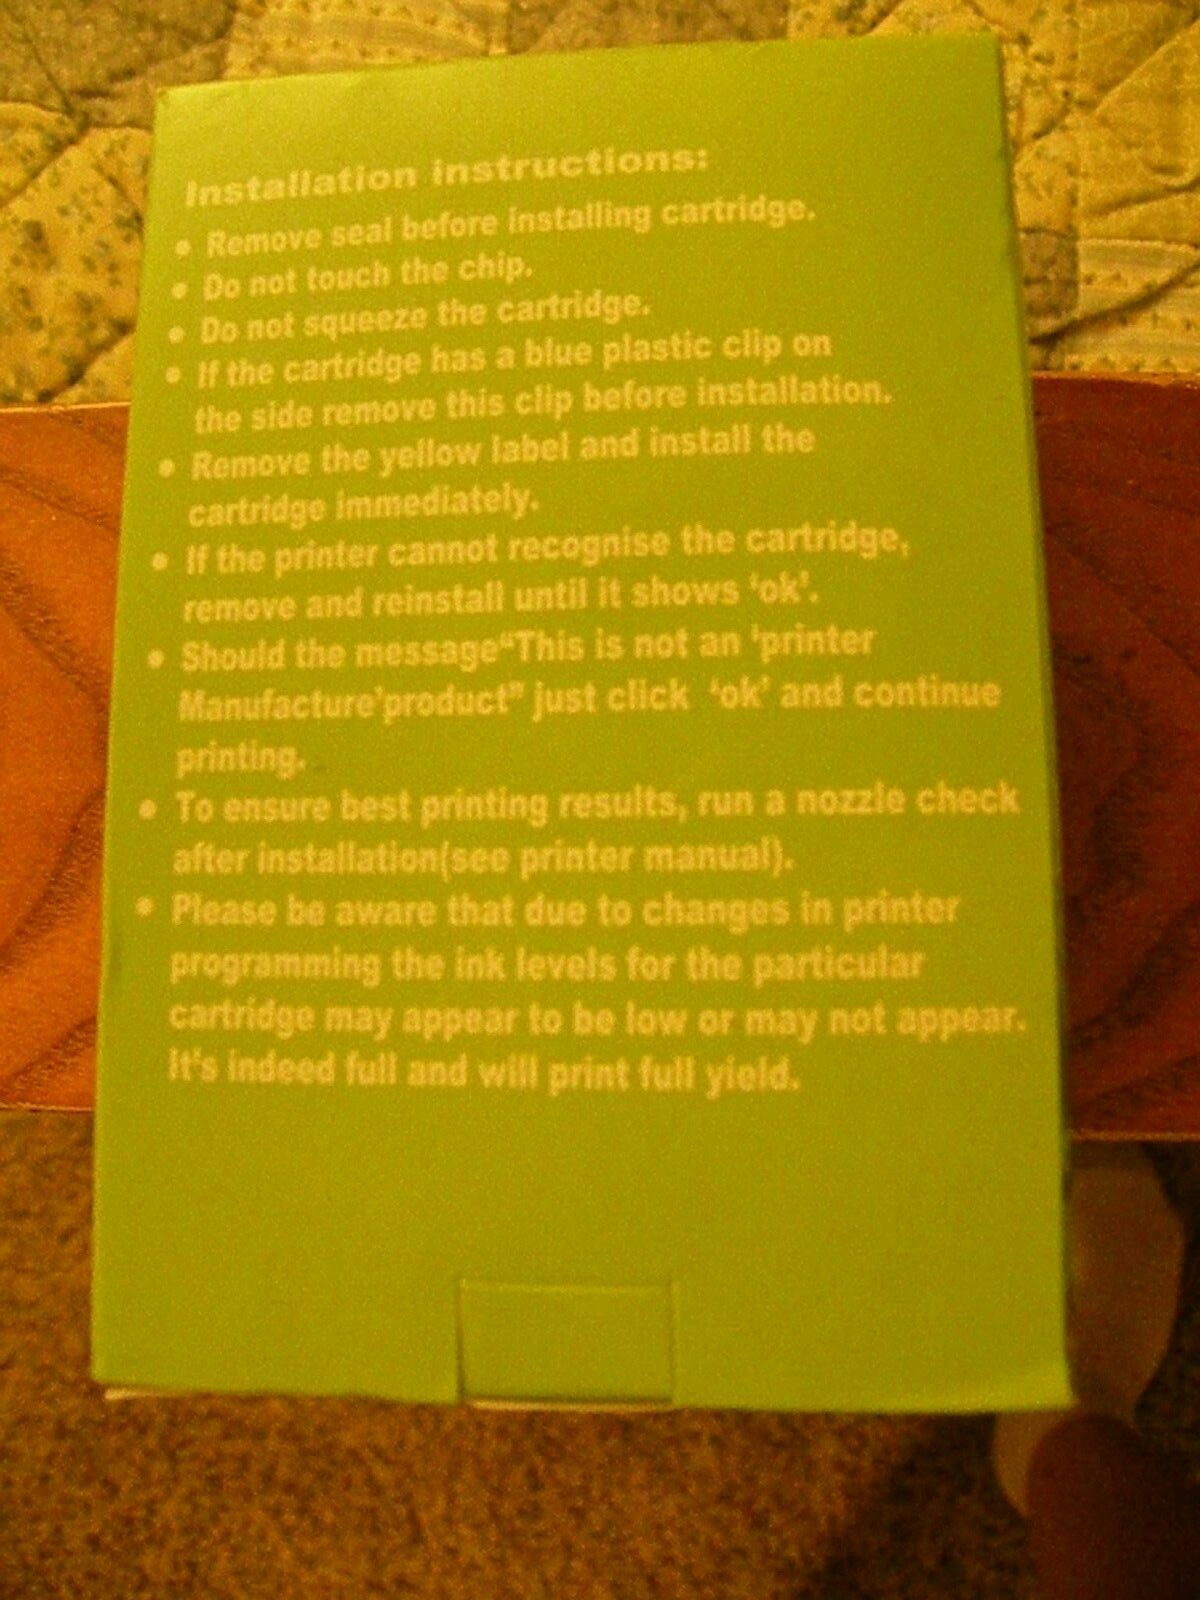 Installation instructions:
• Remove seal before installing cartridge.
• Do not touch the chip.
• Do not squeeze the cartridge.
• If the cartridge has a blue plastic clip on
the side remove this clip before installation.
• Remove the yellow label and install the
cartridge immediately.
• If the printer cannot recognise the cartridge,
remove and reinstall until it shows 'ok'.
• Should the message“This is not an 'printer
Manufacture'product” just click ‘ok’ and continue
printing.
• To ensure best printing results, run a nozzle check
after installation(see printer manual).
• Please be aware that due to changes in printer
programming the ink levels for the particular
cartridge may appear to be low or may not appear.
It's indeed full and will print full yield.